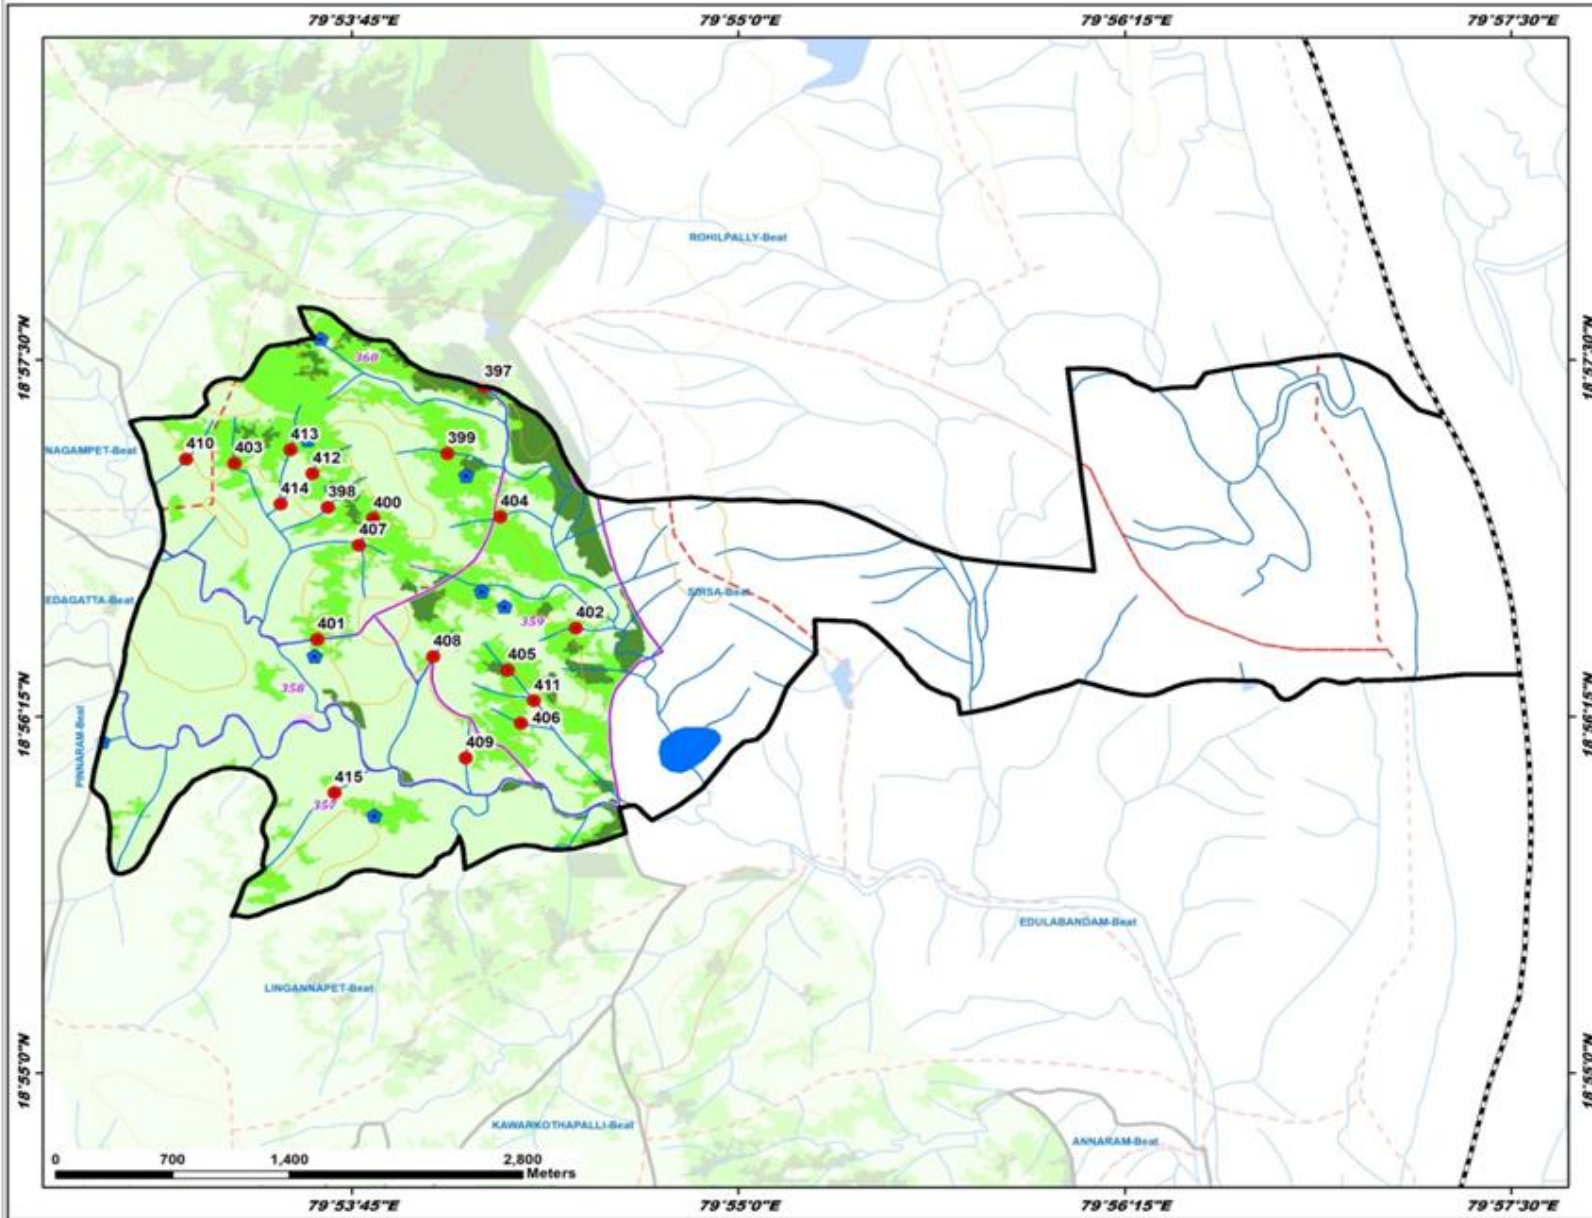 79°53'45"E
79°55'0"E
79°56'15"E
79°57'30"E
ROHILPALLY-Beat
18°57'30"N
18°57'30"N
360
397
410
403
413
412
399
NAGAMPET-Beat
414
398
400
404
407
EDAGATTA-Beat
SIRSA-Beat
359
402
401
408
405
358
411
406
18°56'15"N
18°56'15"N
PINNARAM-Beat
409
415
357
EDULABANDAM-Beat
LINGANNAPET-Beat
18°55'0"N
18°55'0"N
KAWARKOTHAPALLI-Beat
ANNARAM-Beat
0 700 1,400 2,800
Meters
79°53'45"E
79°55'0"E
79°56'15"E
79°57'30"E